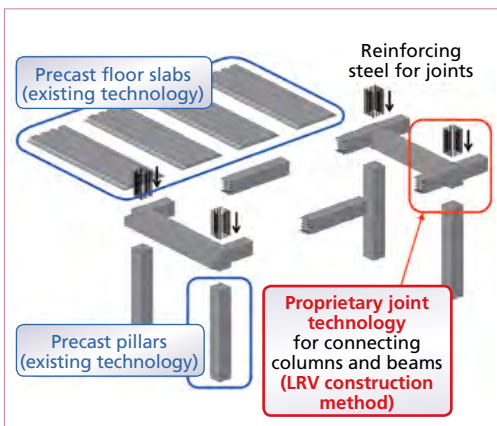 Precast floor slabs
(existing technology)
Reinforcing
steel for joints
Precast pillars
(existing technology)
Proprietary joint
technology
for connecting
columns and beams
(LRV construction
method)